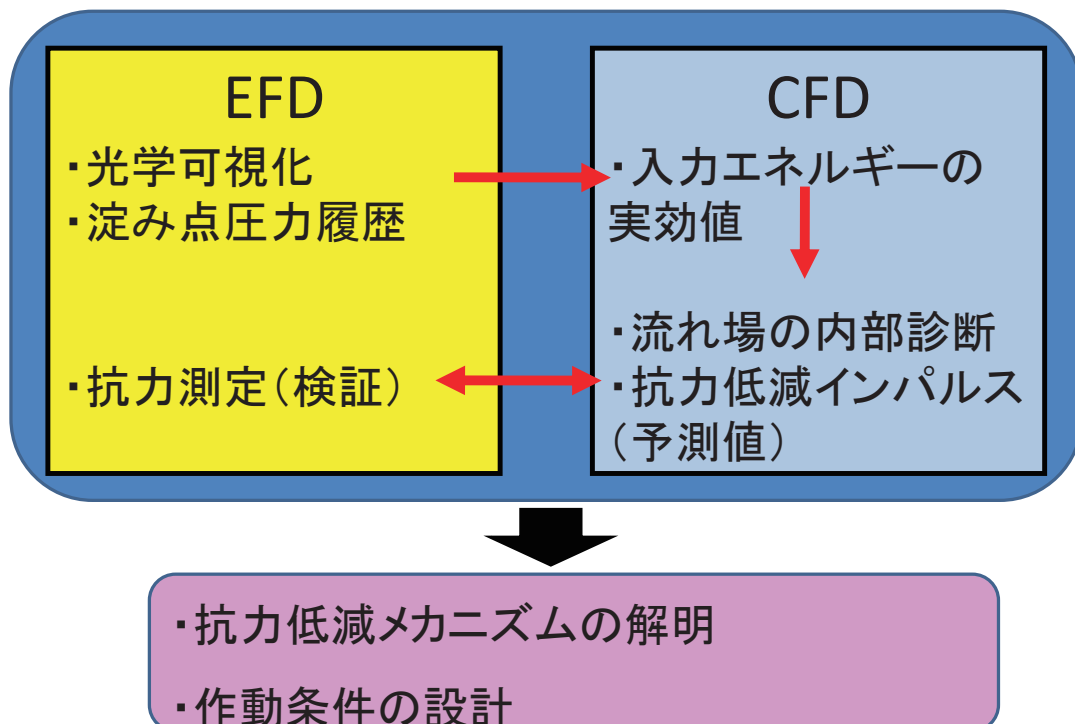 EFD
・光学可視化
・淀み点圧力履歴
・抗力測定(検証)
CFD
・入力エネルギーの
実効値
・流れ場の内部診断
・抗力低減インパルス
(予測値)
・抗力低減メカニズムの解明
・作動条件の設計